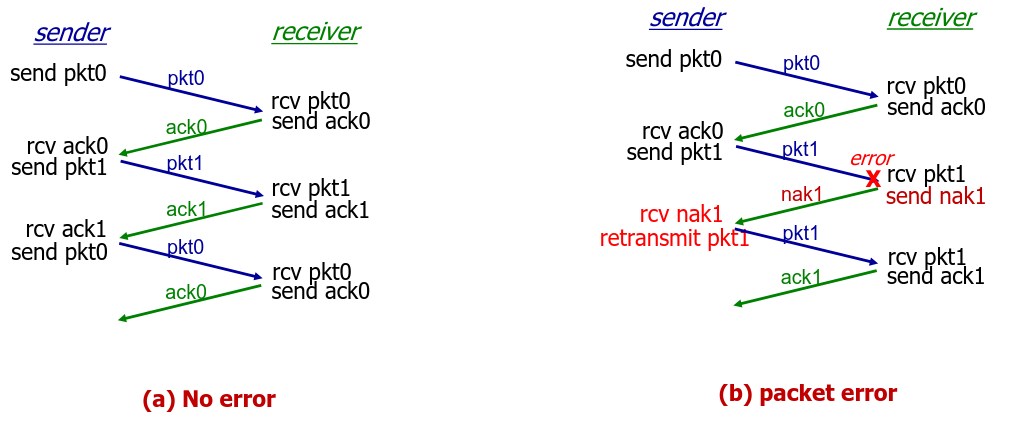 sender
receiver
send pkt0
pkt0
rcv pkt0
send ack0
ack0
rcv ack0
send pkt1
pkt1
rcv pkt1
send ack1
ack1
rcv ack1
send pkt0
pkt0
rcv pkt0
send ack0
ack0
(a) No error
sender
receiver
send pkt0
pkt0
rcv pkt0
send ack0
ack0
rcv ack0
send pkt1
pkt1
error
X
rcv pkt1
send nak1
nak1
rcv nak1
retransmit pkt1
pkt1
rcv pkt1
send ack1
ack1
(b) packet error